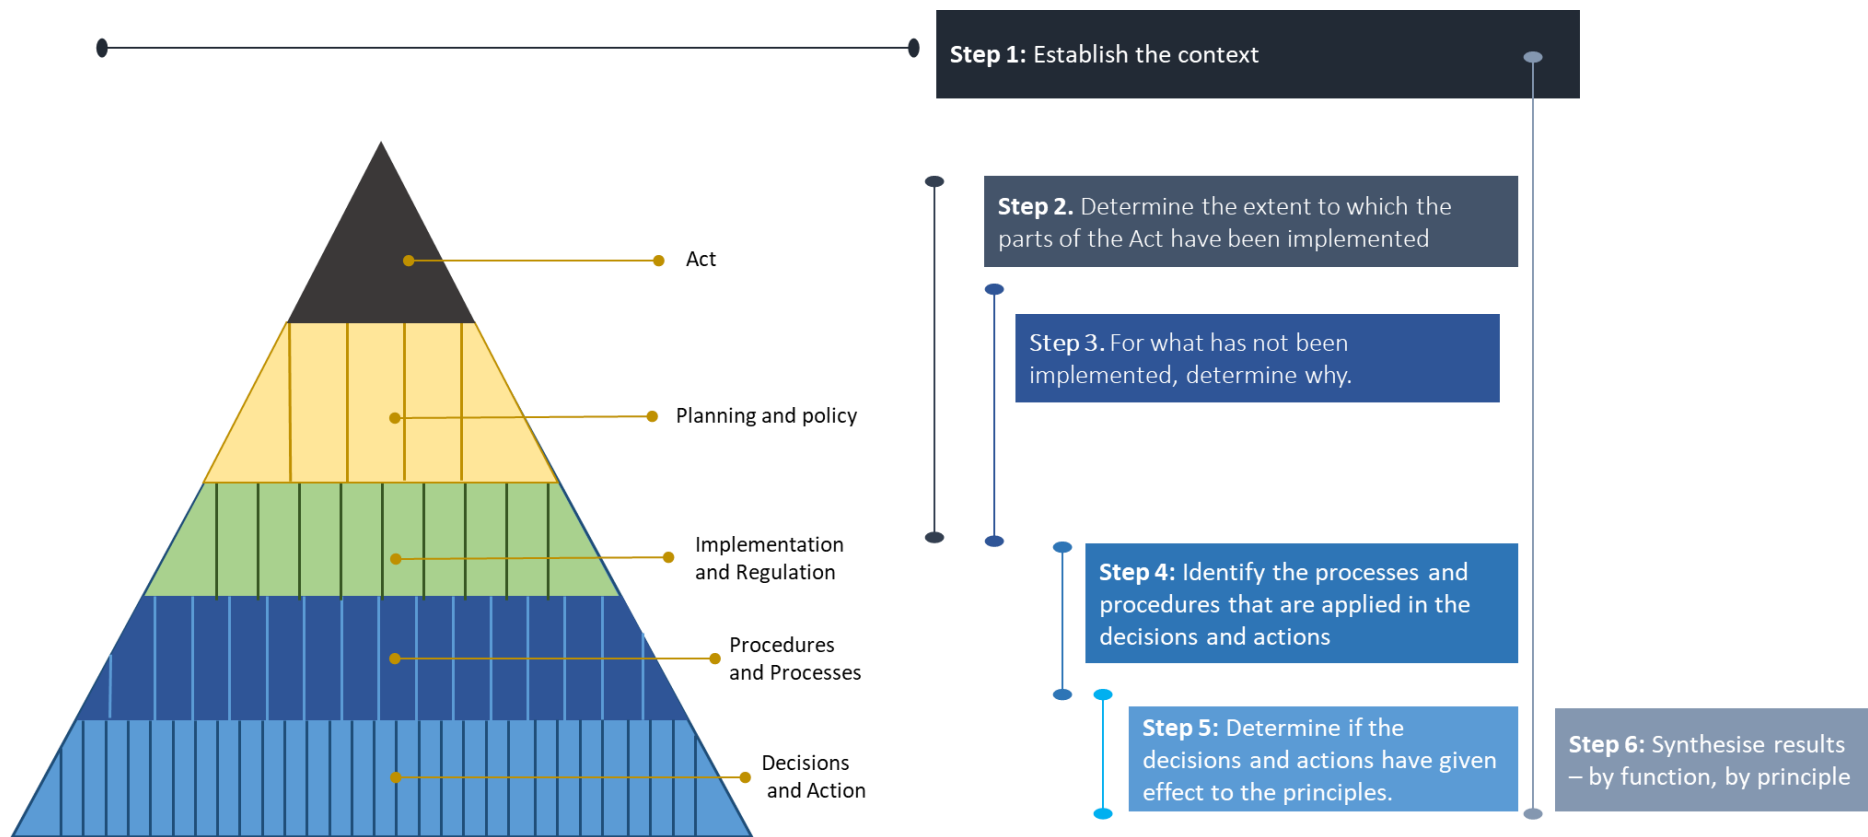 Step 1: Establish the context
Act
Step 2. Determine the extent to which the
parts of the Act have been implemented
Step 3. For what has not been
implemented, determine why.
Planning and policy
Implementation
and Regulation
Step 4: Identify the processes and
procedures that are applied in the
decisions and actions
Procedures
and Processes
Decisions
and Action
Step 5: Determine if the
decisions and actions have given
effect to the principles.
Step 6: Synthesise results
– by function, by principle